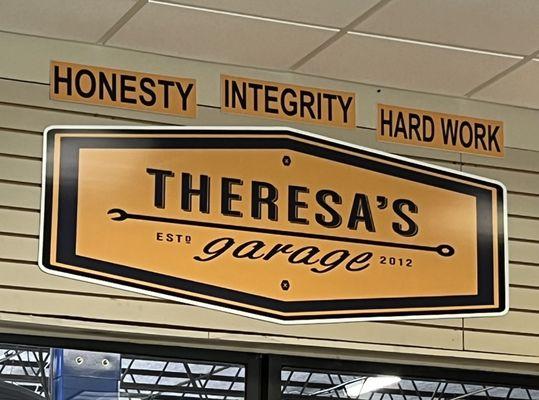 HONESTY INTEGRITY HARD WORK
THERESA'S
ESTD garage 2012